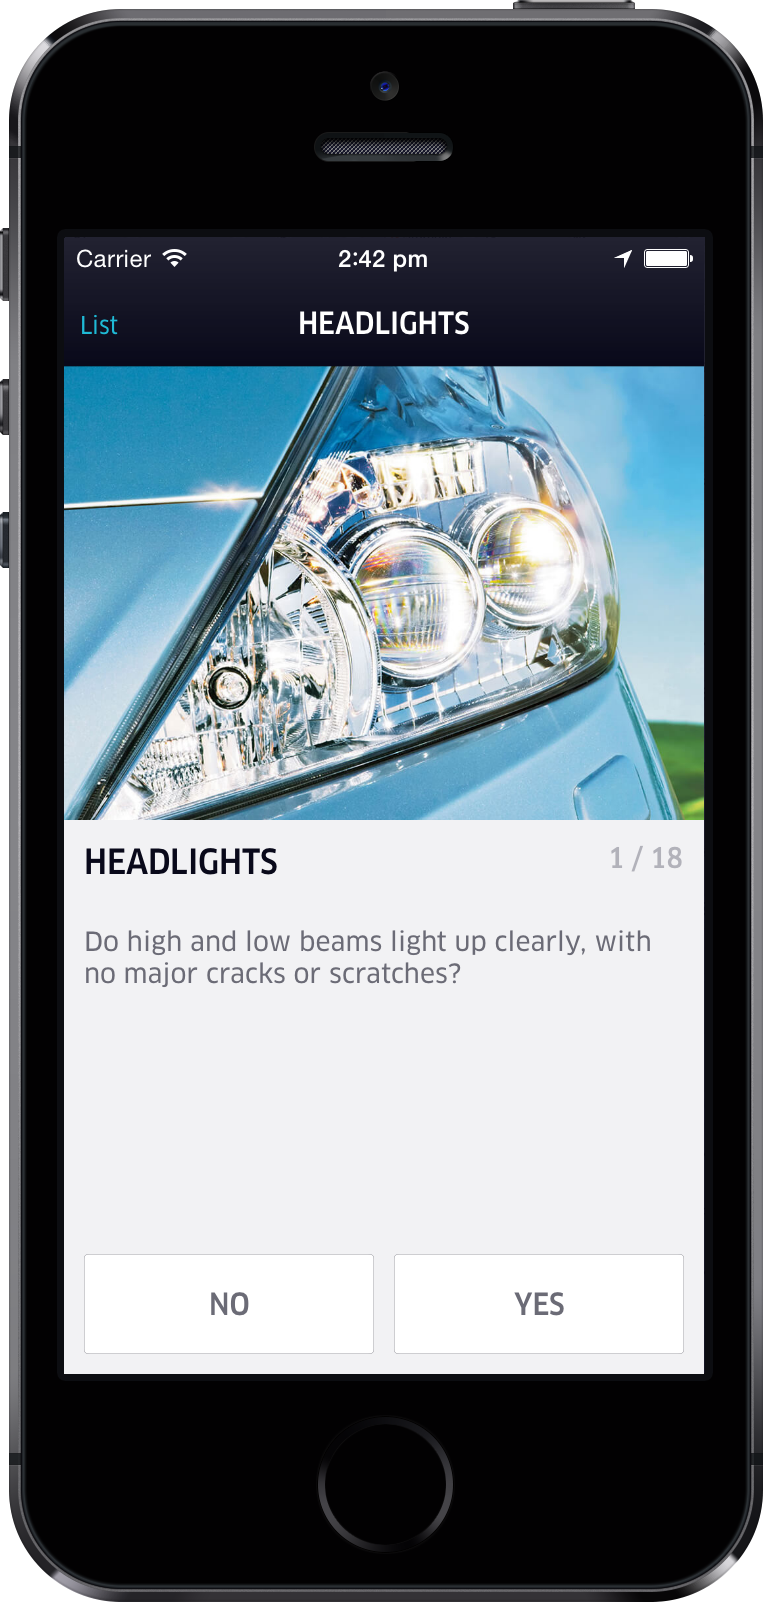 Carrier 2:42 pm
List HEADLIGHTS
HEADLIGHTS 1 / 18
Do high and low beams light up clearly, with
no major cracks or scratches?
NO YES